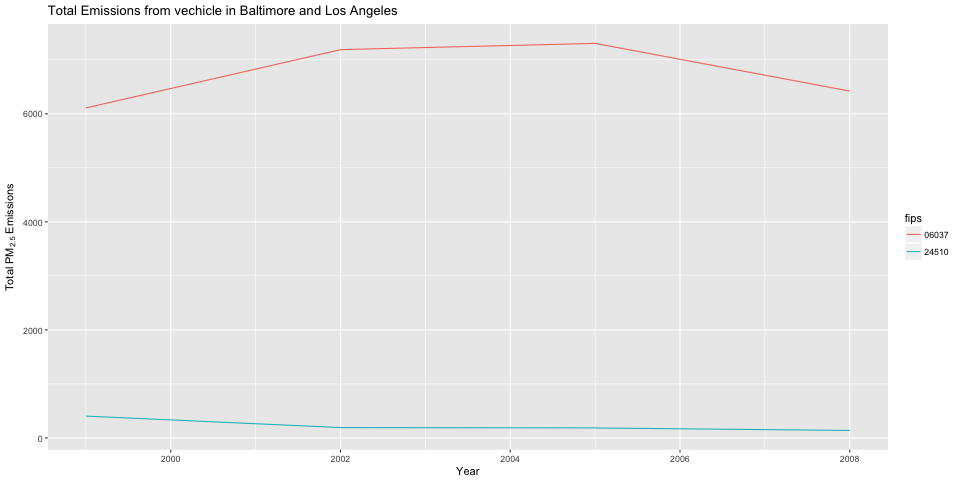 Total Emissions from vechicle in Baltimore and Los Angeles
Total PM2.5 Emissions
6000
4000
2000
0
2000
2002
2004
2006
2008
Year
fips
06037
24510